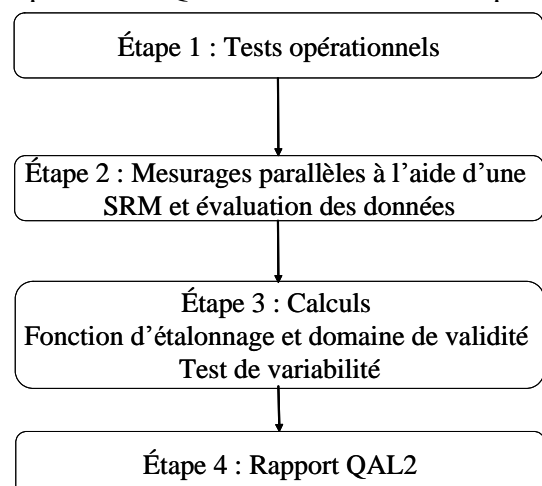 Étape 1 : Tests opérationnels
Étape 2 : Mesurages parallèles à l’aide d’une
SRM et évaluation des données
Étape 3 : Calculs
Fonction d’étalonnage et domaine de validité
Test de variabilité
Étape 4 : Rapport QAL2